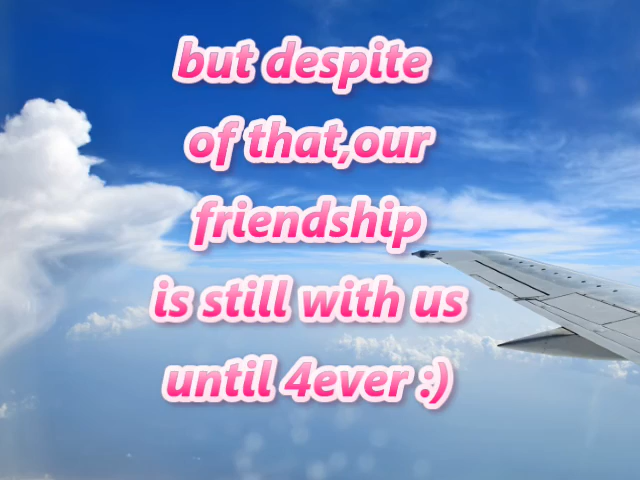 but despite
of that,our
friendship
is still with us
until 4ever :)